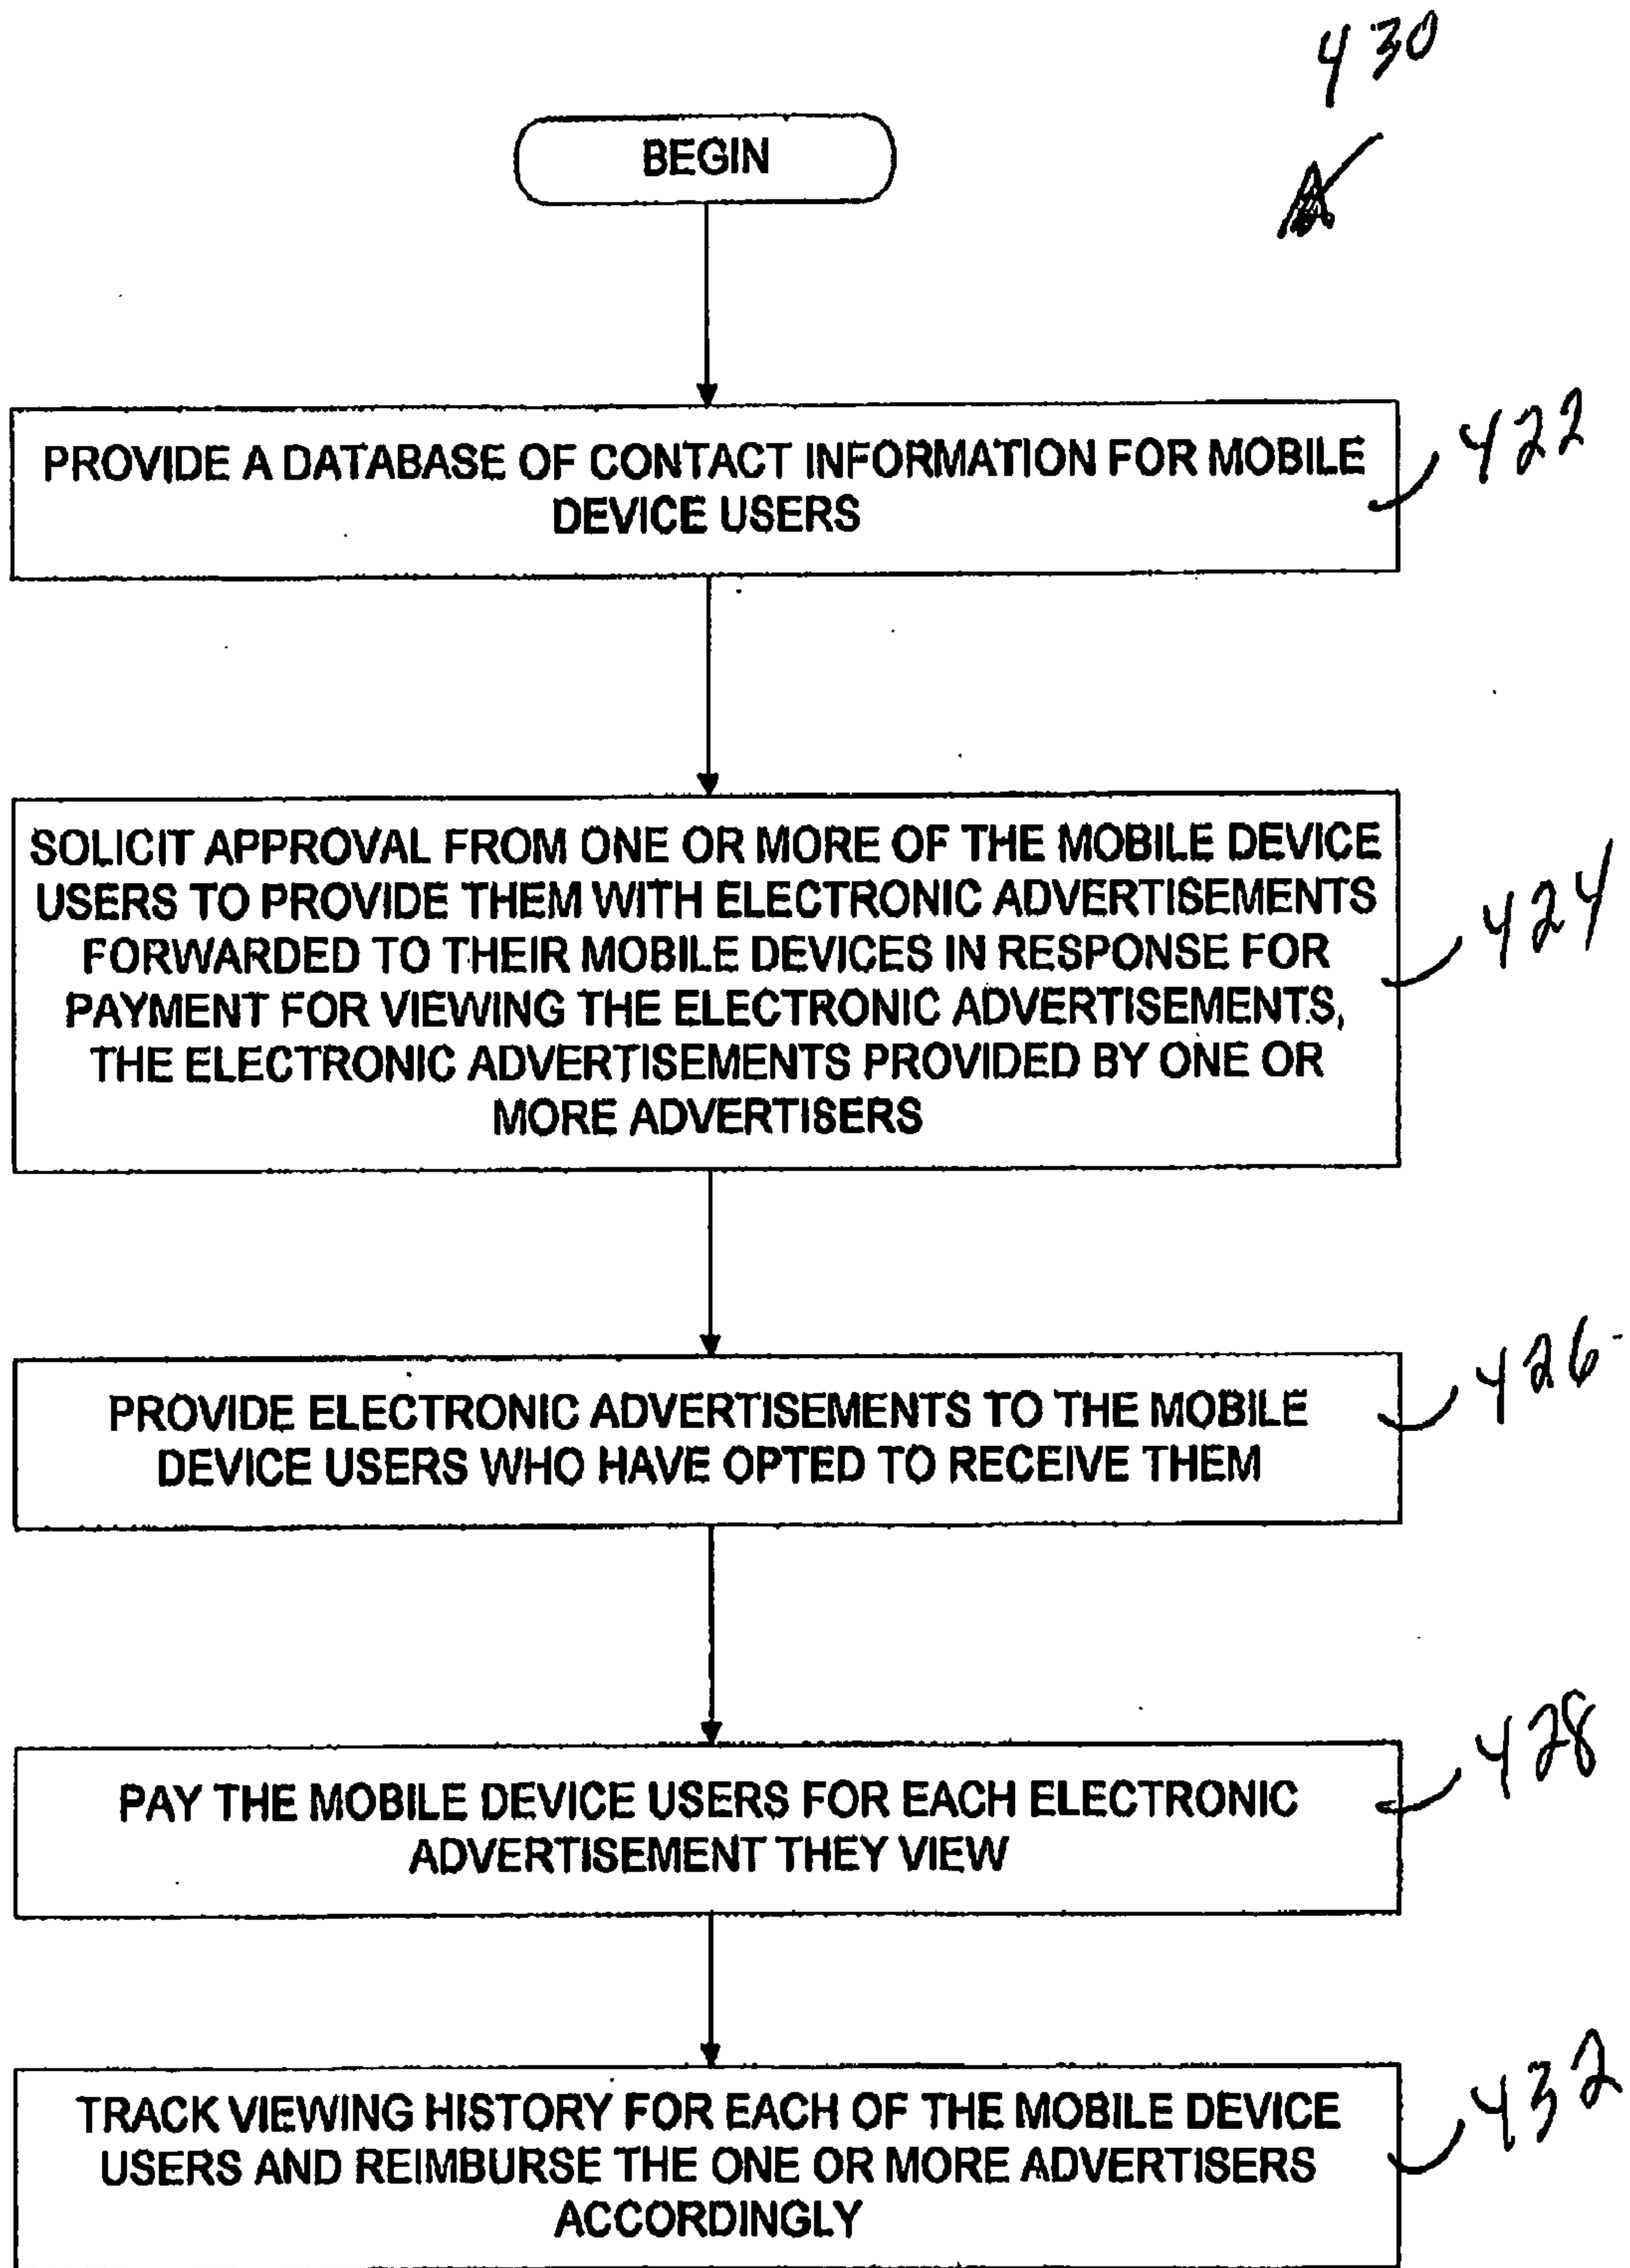 430
BEGIN
PROVIDE A DATABASE OF CONTACT INFORMATION FOR MOBILE
DEVICE USERS
422
SOLICIT APPROVAL FROM ONE OR MORE OF THE MOBILE DEVICE
USERS TO PROVIDE THEM WITH ELECTRONIC ADVERTISEMENTS
FORWARDED TO THEIR MOBILE DEVICES IN RESPONSE FOR
PAYMENT FOR VIEWING THE ELECTRONIC ADVERTISEMENTS,
THE ELECTRONIC ADVERTISEMENTS PROVIDED BY ONE OR
MORE ADVERTISERS
424
PROVIDE ELECTRONIC ADVERTISEMENTS TO THE MOBILE
DEVICE USERS WHO HAVE OPTED TO RECEIVE THEM
426
PAY THE MOBILE DEVICE USERS FOR EACH ELECTRONIC
ADVERTISEMENT THEY VIEW
428
TRACK VIEWING HISTORY FOR EACH OF THE MOBILE DEVICE
USERS AND REIMBURSE THE ONE OR MORE ADVERTISERS
ACCORDINGLY
432